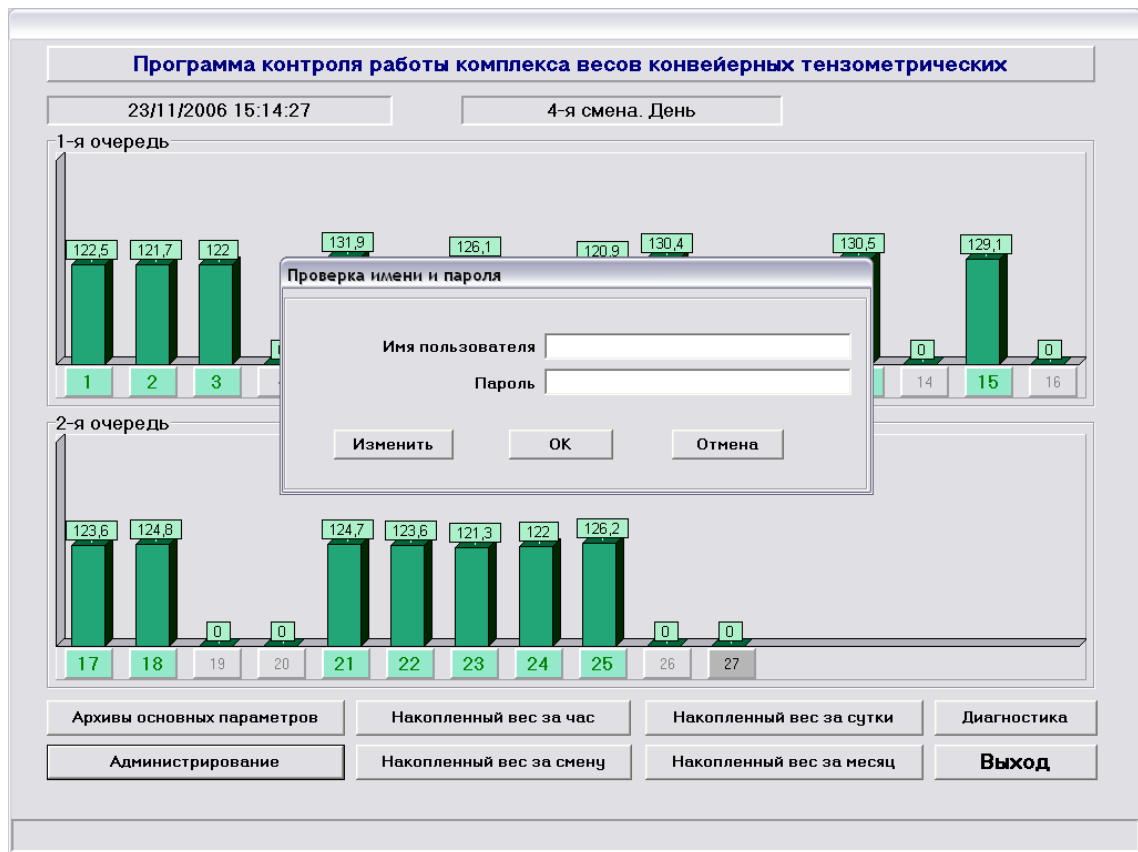 Программа контроля работы комплекса весов конвейерных тензометрических
23/11/2006 15:14:27 4-я смена. День
1-я очередь
122,5 121,7 122 131,9 126,1 120,9 130,4 130,5 0 129,1 0
Проверка имени и пароля
Имя пользователя
Пароль
1 2 3 14 15 16
Изменить OK Отмена
2-я очередь
123,6 124,8 0 0 124,7 123,6 121,3 122 126,2 0 0
17 18 19 20 21 22 23 24 25 26 27
Архивы основных параметров Накопленный вес за час Накопленный вес за сутки Диагностика
Администрирование Накопленный вес за смену Накопленный вес за месяц Выход